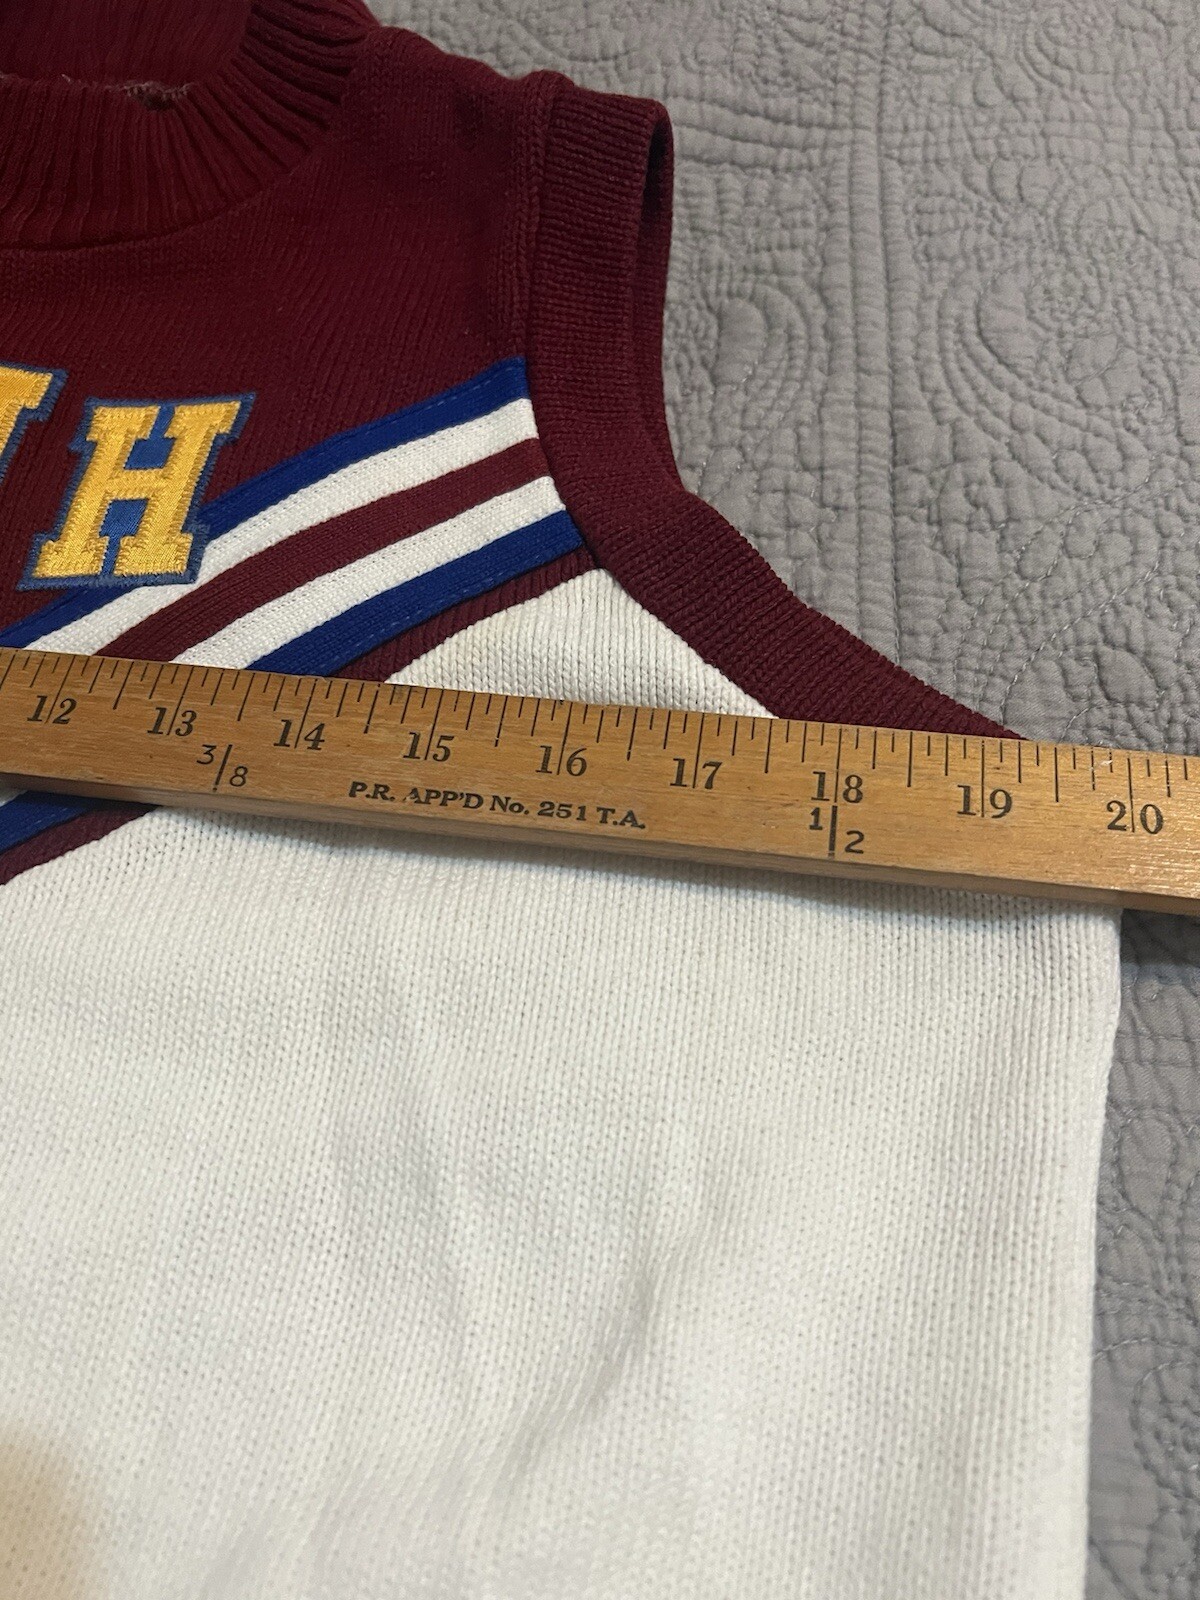 H
12 13 14 15 16 17 18 19 20
3/8 1/2
P.R. APP'D No. 251 T.A.